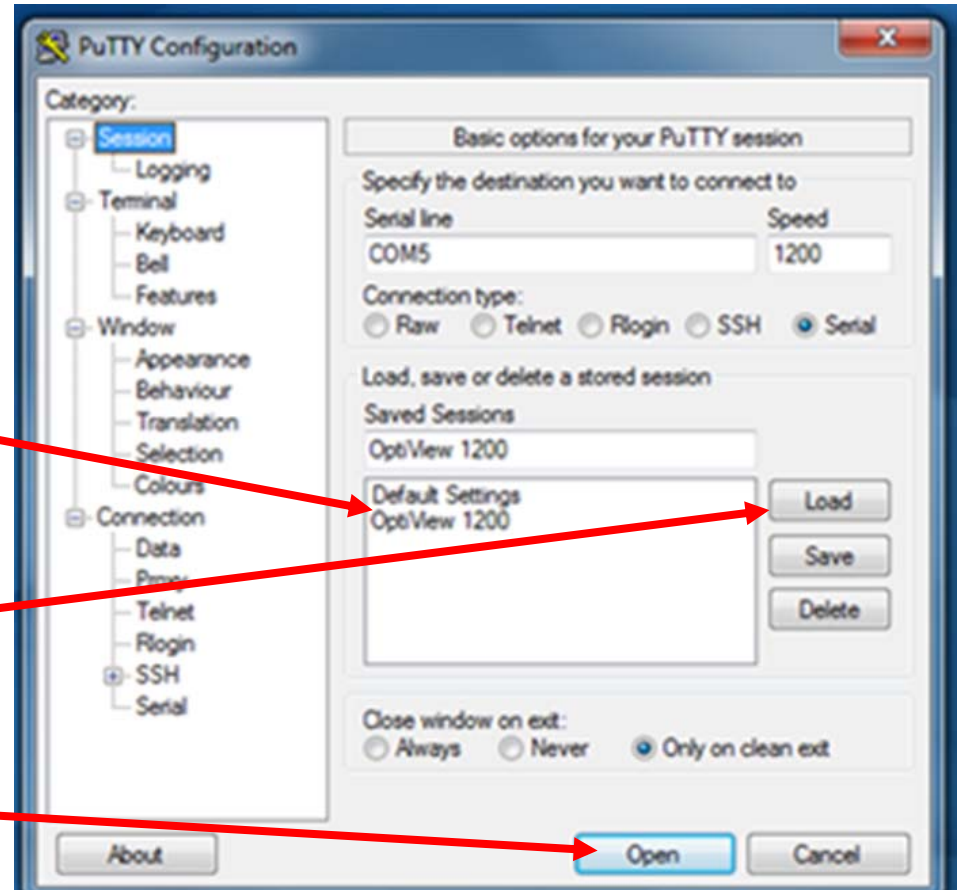 PuTTY Configuration
Category:
Session
Logging
Terminal
Keyboard
Bell
Features
Window
Appearance
Behaviour
Translation
Selection
Colours
Connection
Data
Proxy
Telnet
Rlogin
SSH
Serial
Basic options for your PuTTY session
Specify the destination you want to connect to
Serial line Speed
COM5 1200
Connection type:
Raw Telnet Rlogin SSH Serial
Load, save or delete a stored session
Saved Sessions
OptiView 1200
Default Settings
OptiView 1200
Load
Save
Delete
Close window on exit:
Always Never Only on clean exit
About Open Cancel